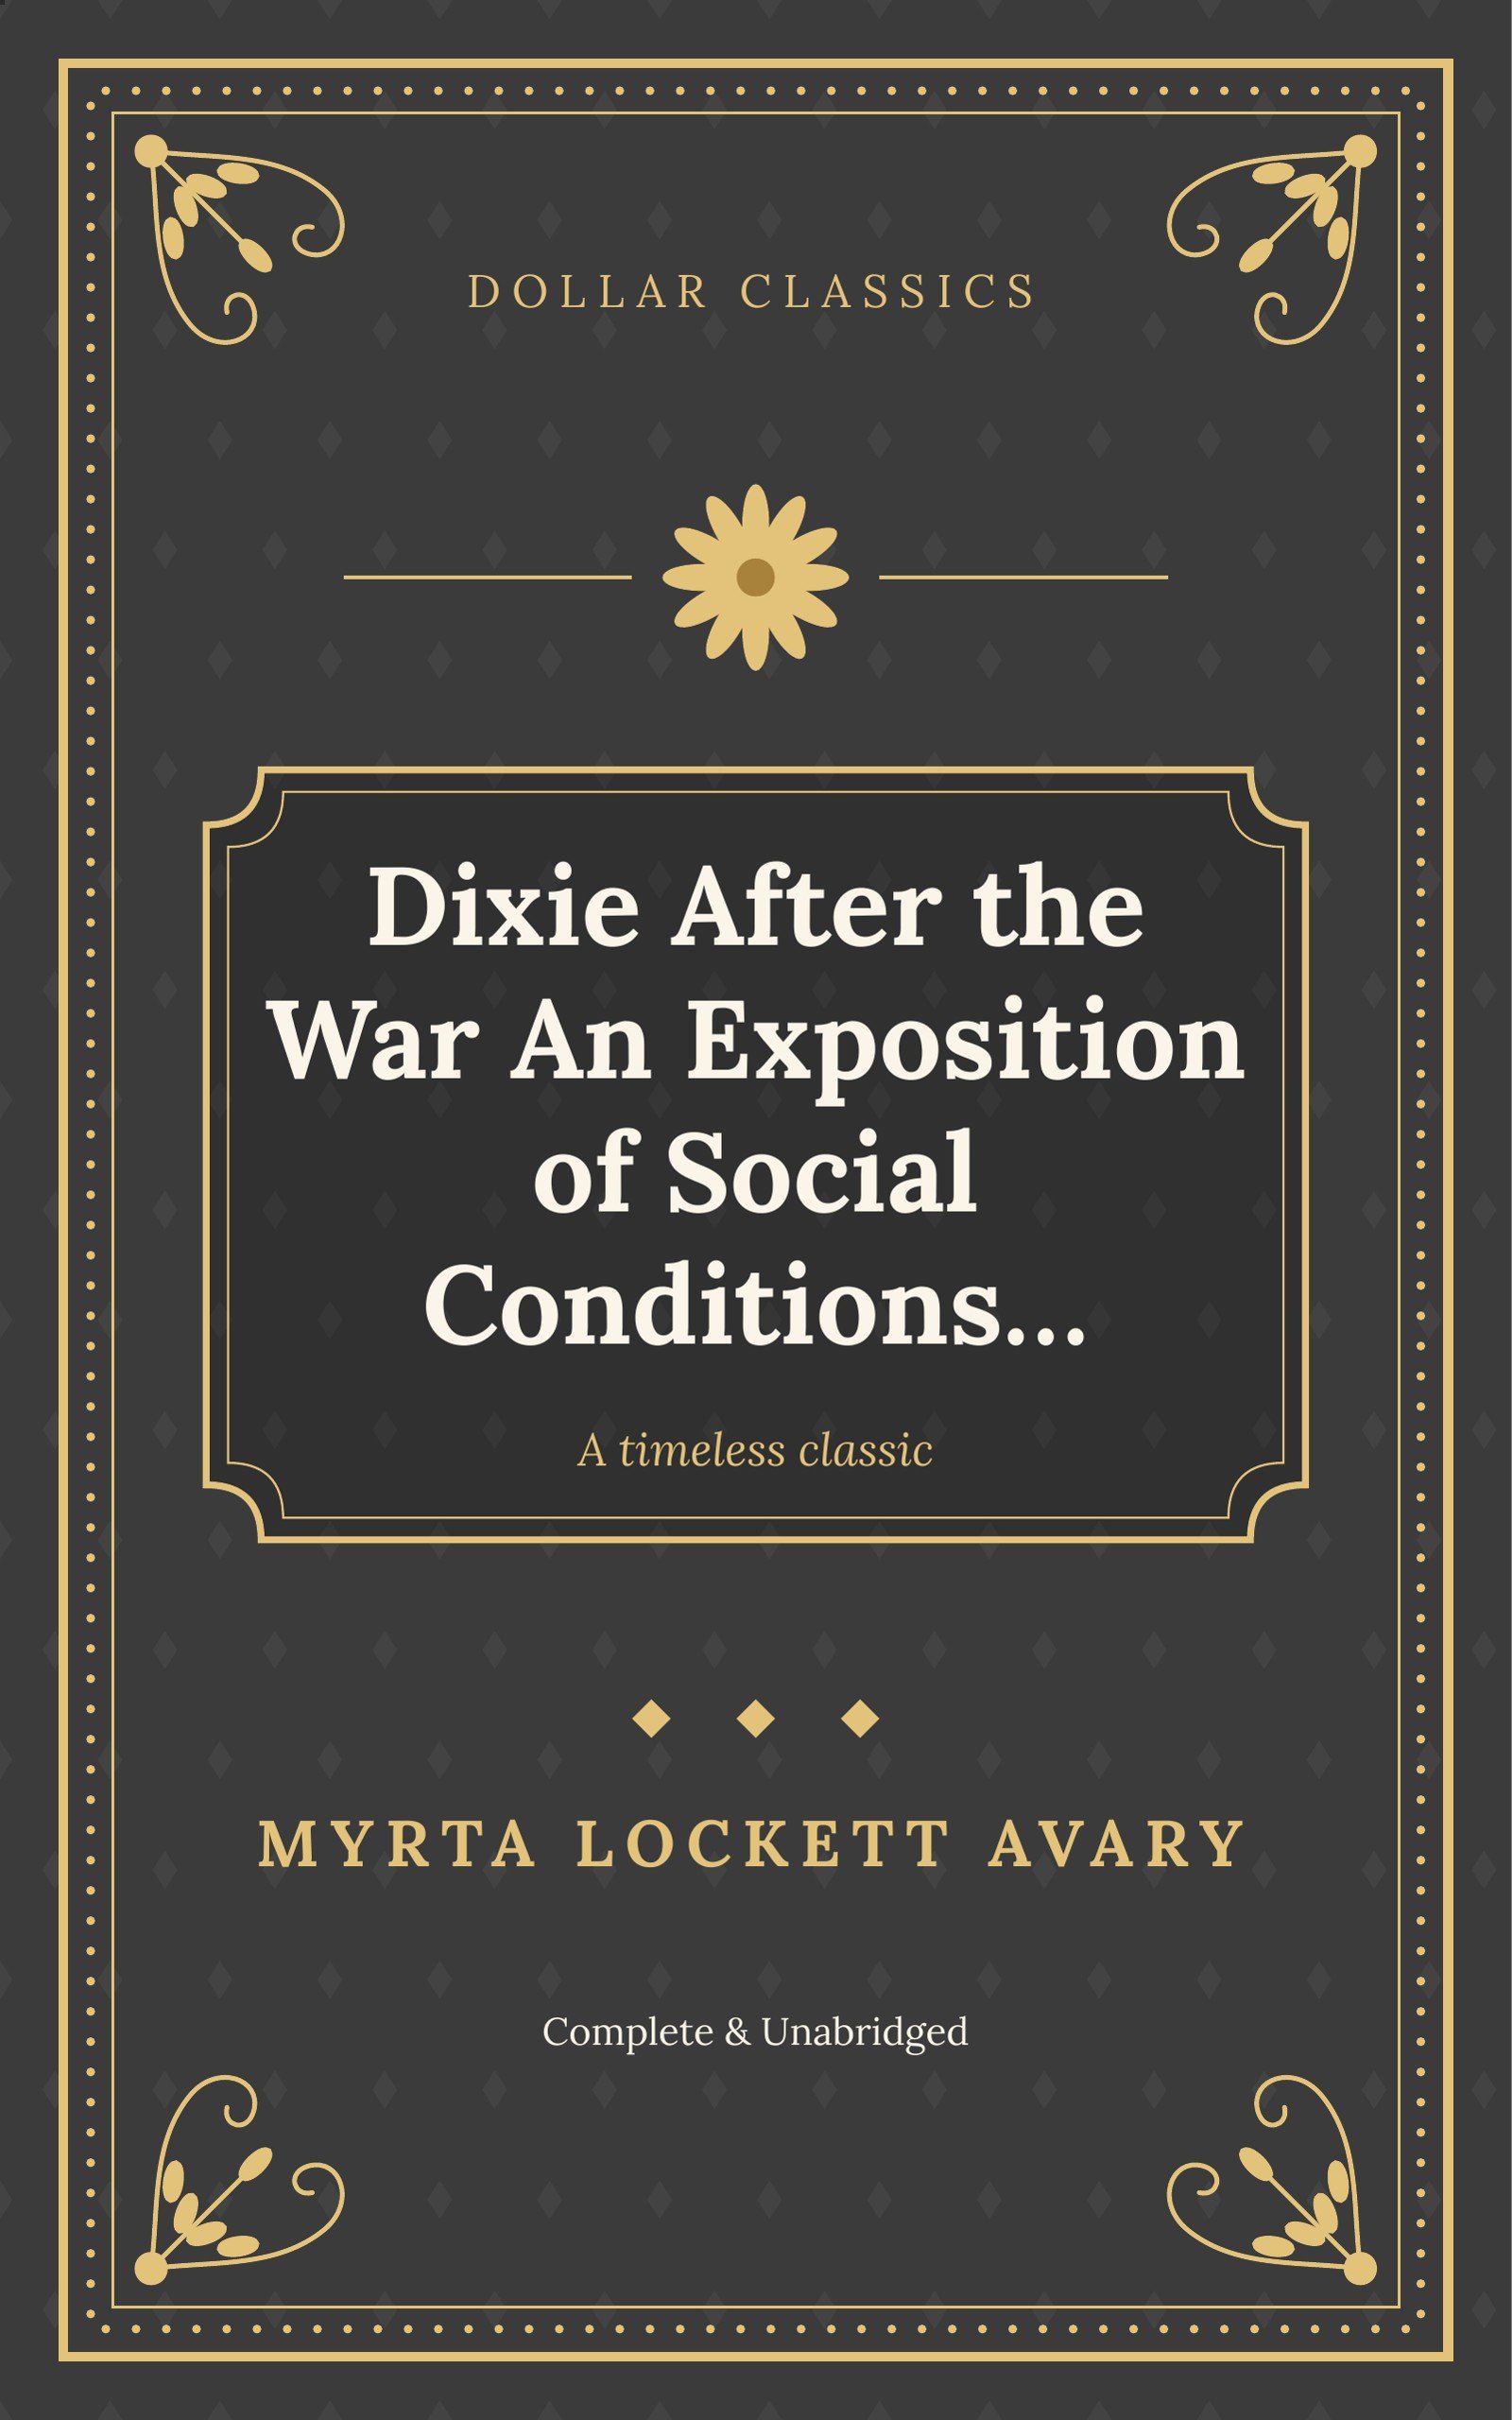 DOLLAR CLASSICS
Dixie After the
War An Exposition
of Social
Conditions...
A timeless classic
MYRTA LOCKETT AVARY
Complete & Unabridged